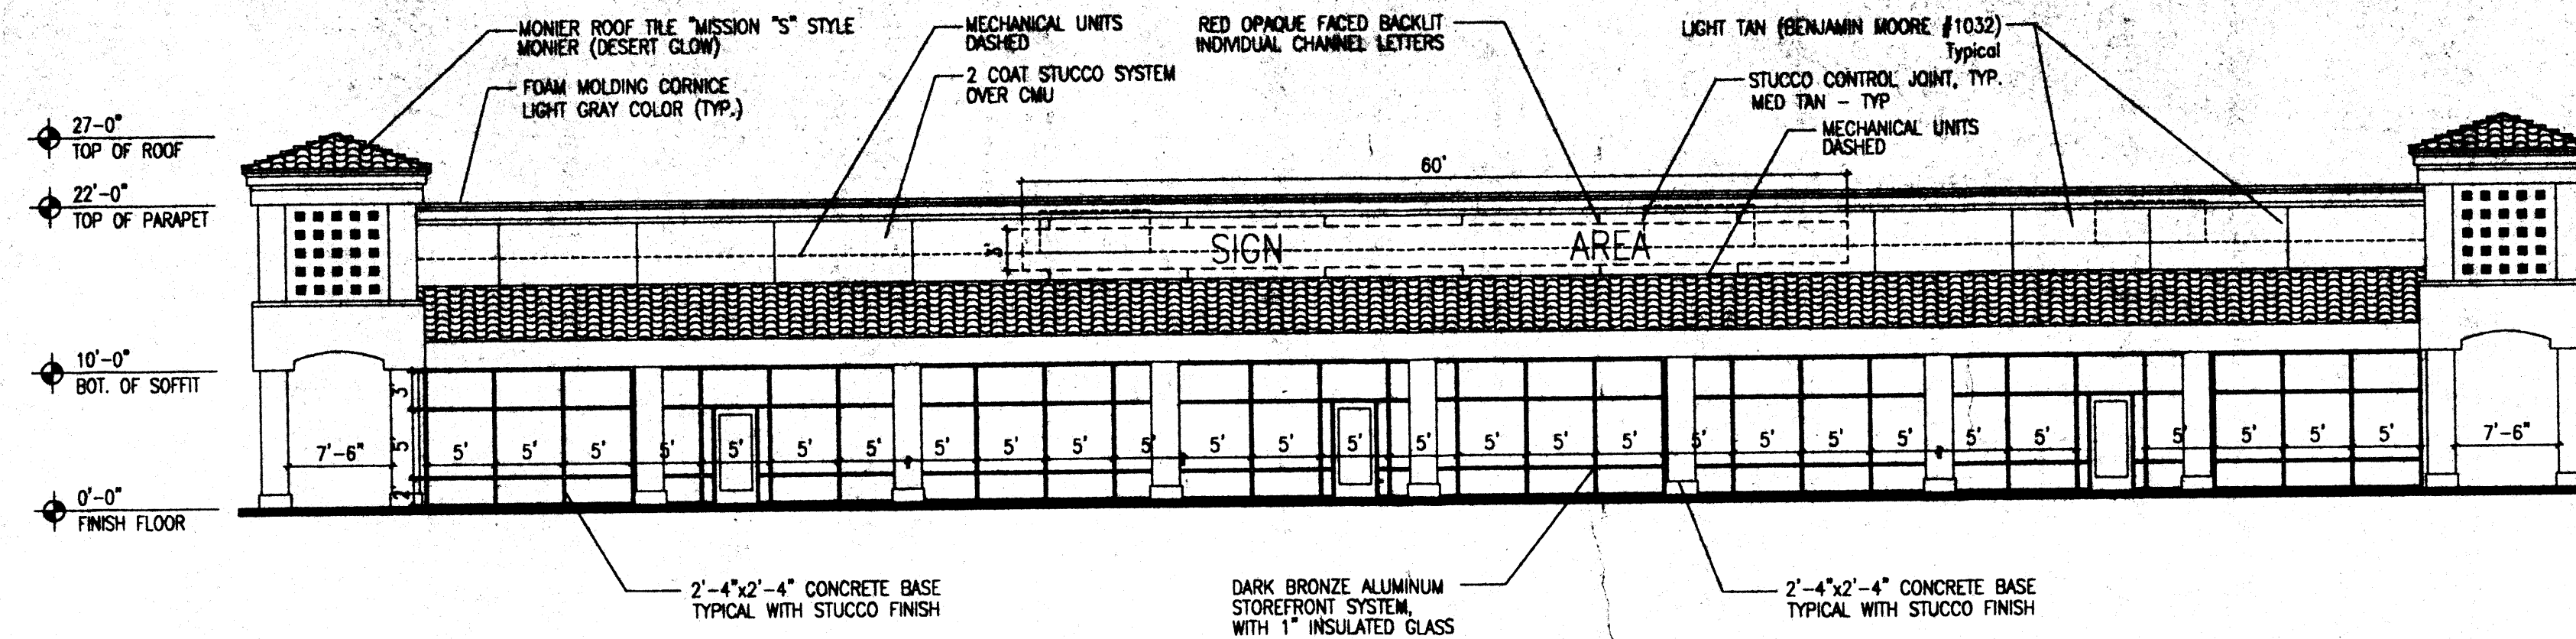 MONIER ROOF TILE "MISSION "S" STYLE
MONIER (DESERT GLOW)
FOAM MOLDING CORNICE
LIGHT GRAY COLOR (TYP.)
MECHANICAL UNITS
DASHED
2 COAT STUCCO SYSTEM
OVER CMU
RED OPAQUE FACED BACKLIT
INDIVIDUAL CHANNEL LETTERS
LIGHT TAN (BENJAMIN MOORE #1032)
Typical
STUCCO CONTROL JOINT, TYP.
MED TAN - TYP
MECHANICAL UNITS
DASHED
27-0"
TOP OF ROOF
22'-0"
TOP OF PARAPET
10'-0"
BOT. OF SOFFIT
0'-0"
FINISH FLOOR
60'
SIGN AREA
3'
5'
2'
7'-6" 5' 5' 5' 5' 5' 5' 5' 5' 5' 5' 5' 5' 5' 5' 5' 5' 5' 5' 5' 5' 5' 5' 5' 5' 5' 5' 5' 5' 7'-6"
2'-4"x2'-4" CONCRETE BASE
TYPICAL WITH STUCCO FINISH
DARK BRONZE ALUMINUM
STOREFRONT SYSTEM,
WITH 1" INSULATED GLASS
2'-4"x2'-4" CONCRETE BASE
TYPICAL WITH STUCCO FINISH